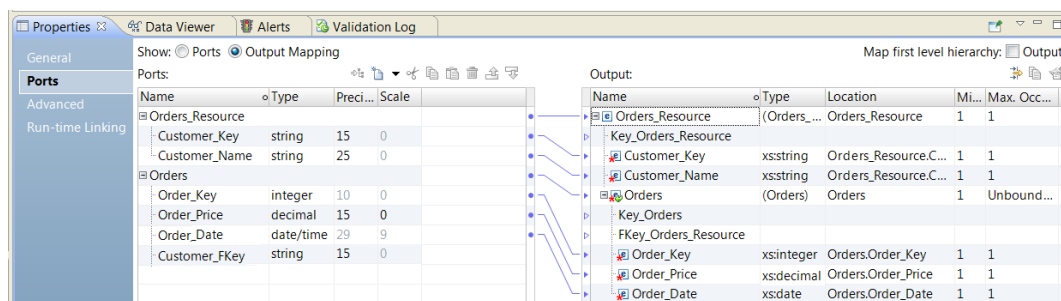 Properties Data Viewer Alerts Validation Log
General
Ports
Advanced
Run-time Linking
Show: Ports Output Mapping Map first level hierarchy: Output
Ports: Output:
Name Type Preci... Scale Name Type Location Mi... Max. Occ...
Orders_Resource Orders_Resource (Orders_... Orders_Resource 1 1
Customer_Key string 15 0 Key_Orders_Resource
Customer_Name string 25 0 Customer_Key xs:string Orders_Resource.C... 1 1
Orders Customer_Name xs:string Orders_Resource.C... 1 1
Order_Key integer 10 0 Orders (Orders) Orders 1 Unbound...
Order_Price decimal 15 0 Key_Orders
Order_Date date/time 29 9 FKey_Orders_Resource
Customer_FKey string 15 0 Order_Key xs:integer Orders.Order_Key 1 1
Order_Price xs:decimal Orders.Order_Price 1 1
Order_Date xs:date Orders.Order_Date 1 1